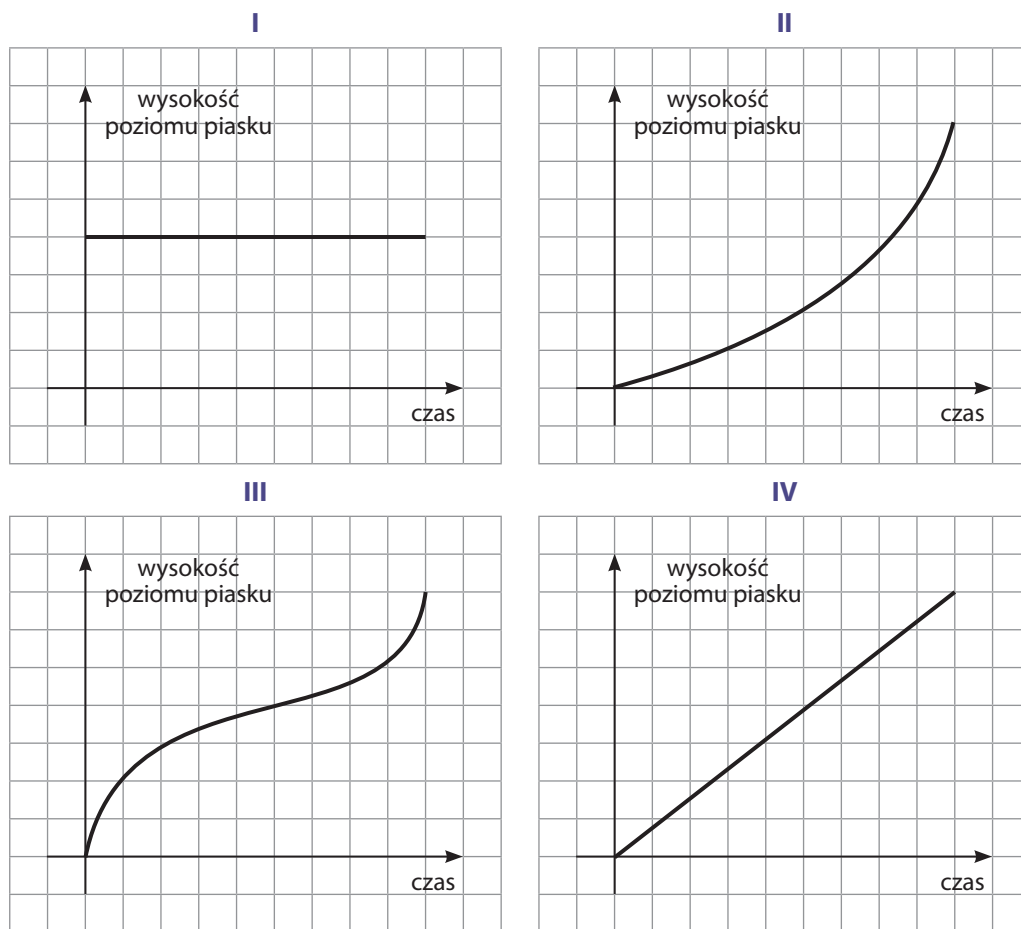 I
wysokość
poziomu piasku
czas
II
wysokość
poziomu piasku
czas
III
wysokość
poziomu piasku
czas
IV
wysokość
poziomu piasku
czas